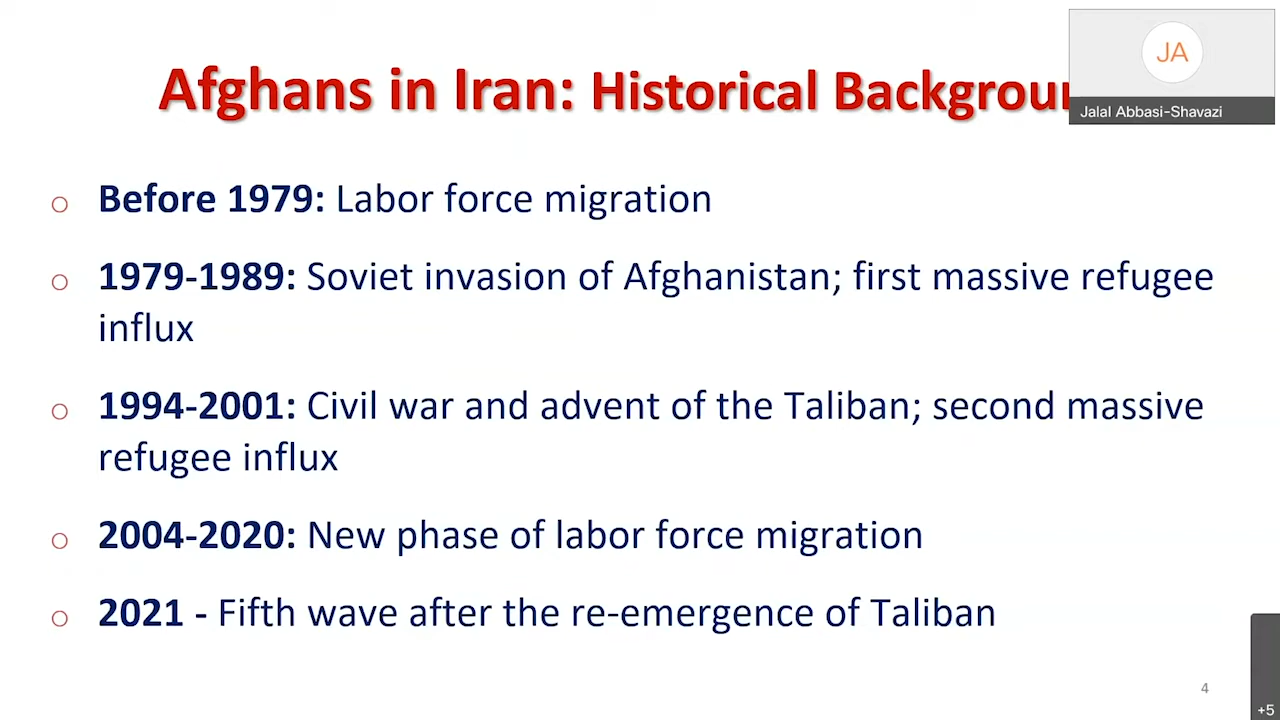 Afghans in Iran: Historical Backgroun
JA
Jalal Abbasi-Shavazi
o Before 1979: Labor force migration
o 1979-1989: Soviet invasion of Afghanistan; first massive refugee
influx
o 1994-2001: Civil war and advent of the Taliban; second massive
refugee influx
o 2004-2020: New phase of labor force migration
o 2021 - Fifth wave after the re-emergence of Taliban
4
+5